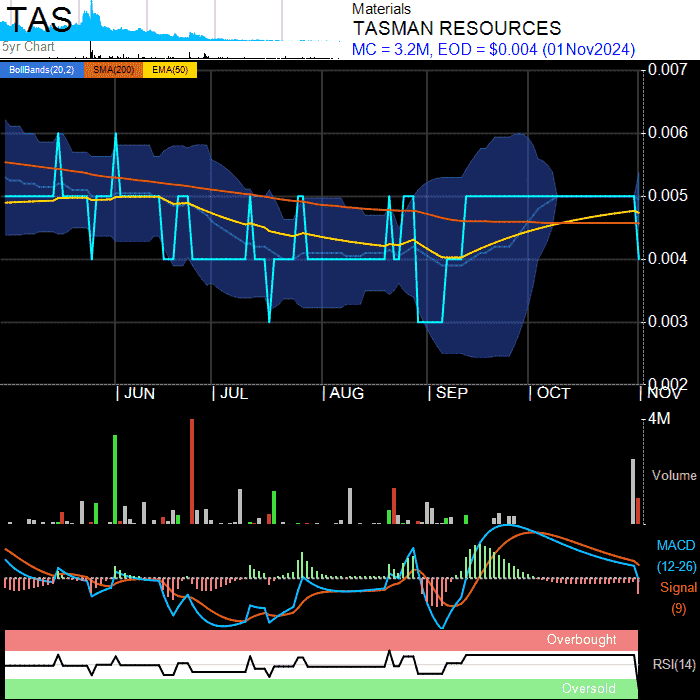 TAS
5yr Chart
Materials
TASMAN RESOURCES
MC = 3.2M, EOD = $0.004 (01Nov2024)
BollBands(20,2) SMA(200) EMA(50)
0.007
0.006
0.005
0.004
0.003
0.002
JUN JUL AUG SEP OCT NOV
4M
Volume
MACD
(12-26)
Signal
(9)
Overbought
RSI(14)
Oversold